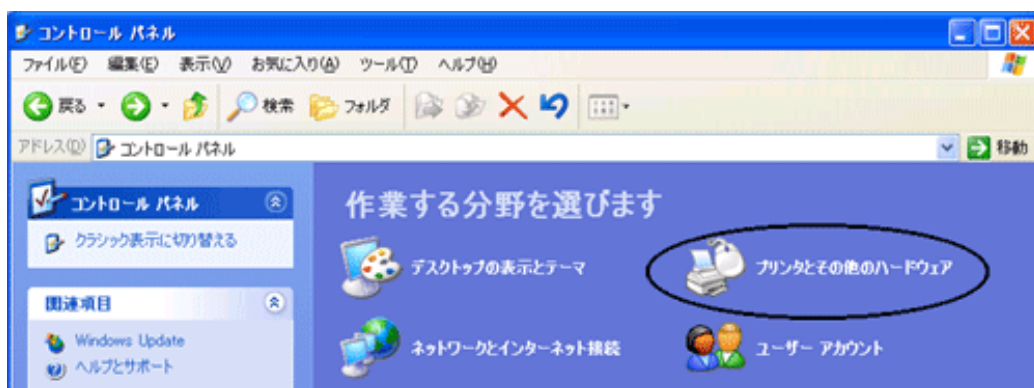 コントロール パネル
ファイル(F) 編集(E) 表示(V) お気に入り(A) ツール(T) ヘルプ(H)
戻る 検索 フォルダ
アドレス(D) コントロール パネル 移動
コントロール パネル
クラシック表示に切り替える
関連項目
Windows Update
ヘルプとサポート
作業する分野を選びます
デスクトップの表示とテーマ
プリンタとその他のハードウェア
ネットワークとインターネット接続
ユーザー アカウント